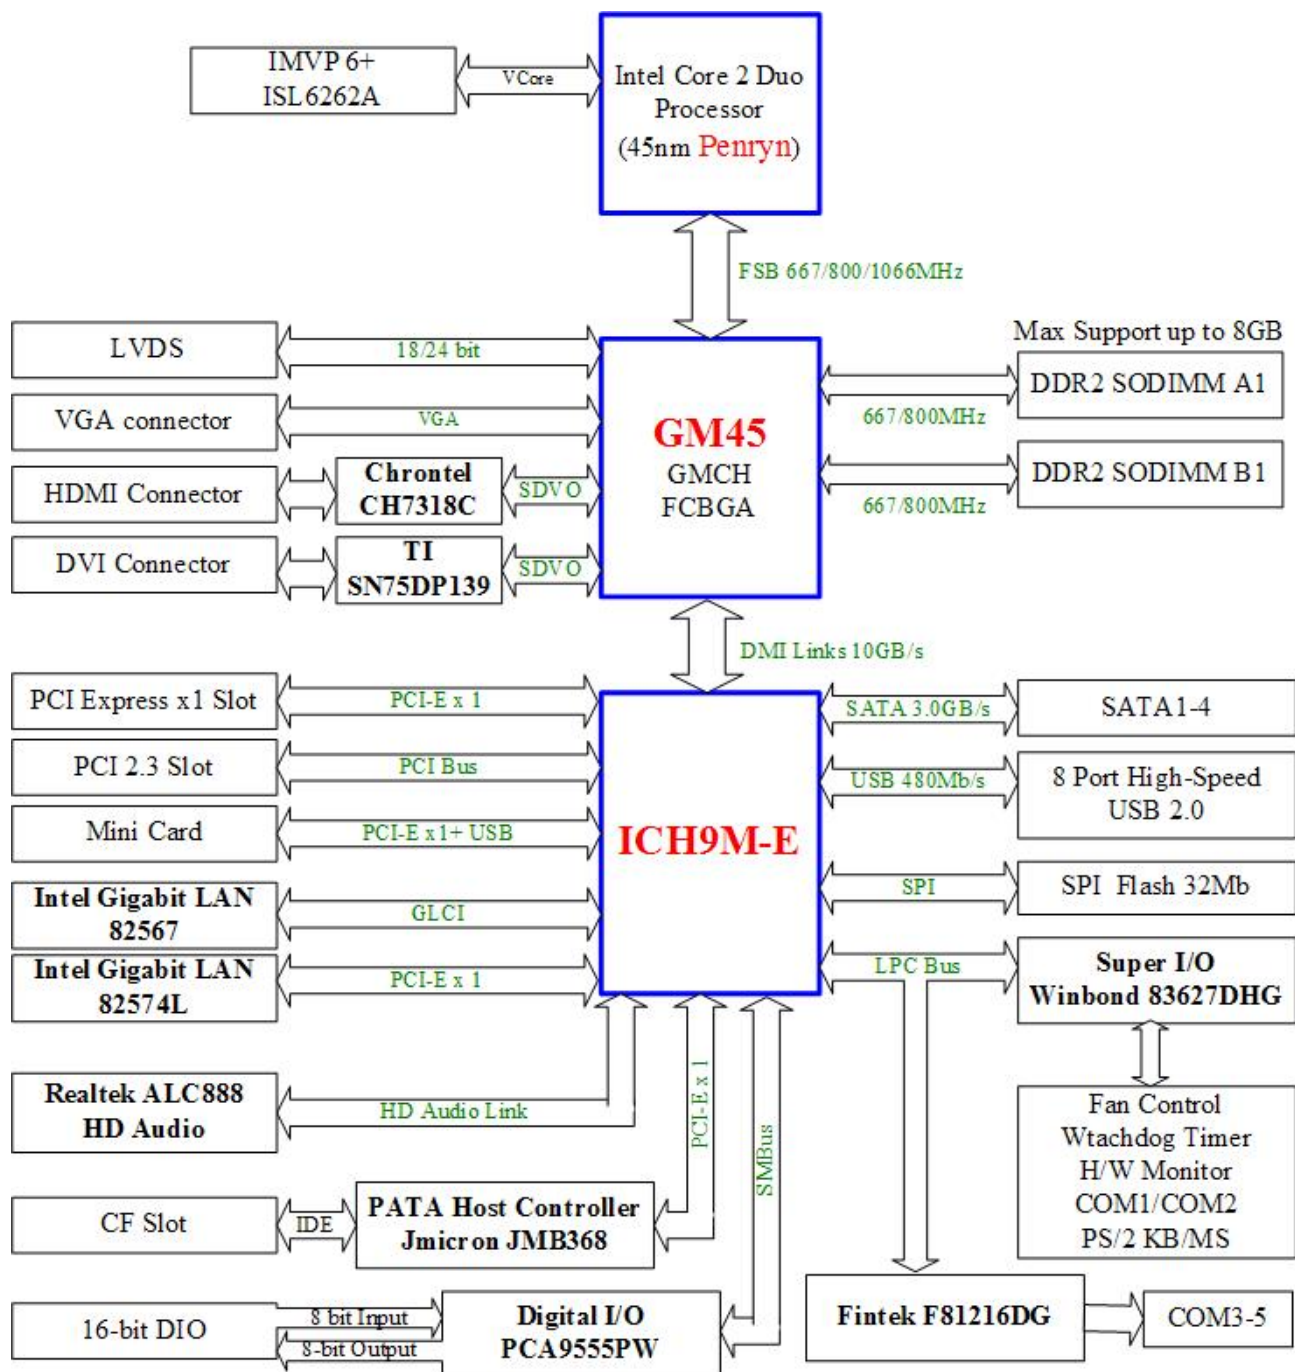 IMVP 6+
ISL6262A
VCore
Intel Core 2 Duo
Processor
(45nm Penryn)
FSB 667/800/1066MHz
LVDS
18/24 bit
VGA connector
VGA
HDMI Connector
Chrontel
CH7318C
SDVO
DVI Connector
TI
SN75DP139
SDVO
GM45
GMCH
FCBGA
Max Support up to 8GB
DDR2 SODIMM A1
667/800MHz
DDR2 SODIMM B1
667/800MHz
DMI Links 10GB/s
PCI Express x1 Slot
PCI-E x 1
PCI 2.3 Slot
PCI Bus
Mini Card
PCI-E x1+ USB
Intel Gigabit LAN
82567
GLCI
Intel Gigabit LAN
82574L
PCI-E x 1
ICH9M-E
SATA 3.0GB/s
SATA1-4
USB 480Mb/s
8 Port High-Speed
USB 2.0
SPI
SPI Flash 32Mb
LPC Bus
Super I/O
Winbond 83627DHG
Fan Control
Wtachdog Timer
H/W Monitor
COM1/COM2
PS/2 KB/MS
Realtek ALC888
HD Audio
HD Audio Link
PCI-E x 1
SMBus
CF Slot
IDE
PATA Host Controller
Jmicron JMB368
16-bit DIO
8 bit Input
8-bit Output
Digital I/O
PCA9555PW
Fintek F81216DG
COM3-5